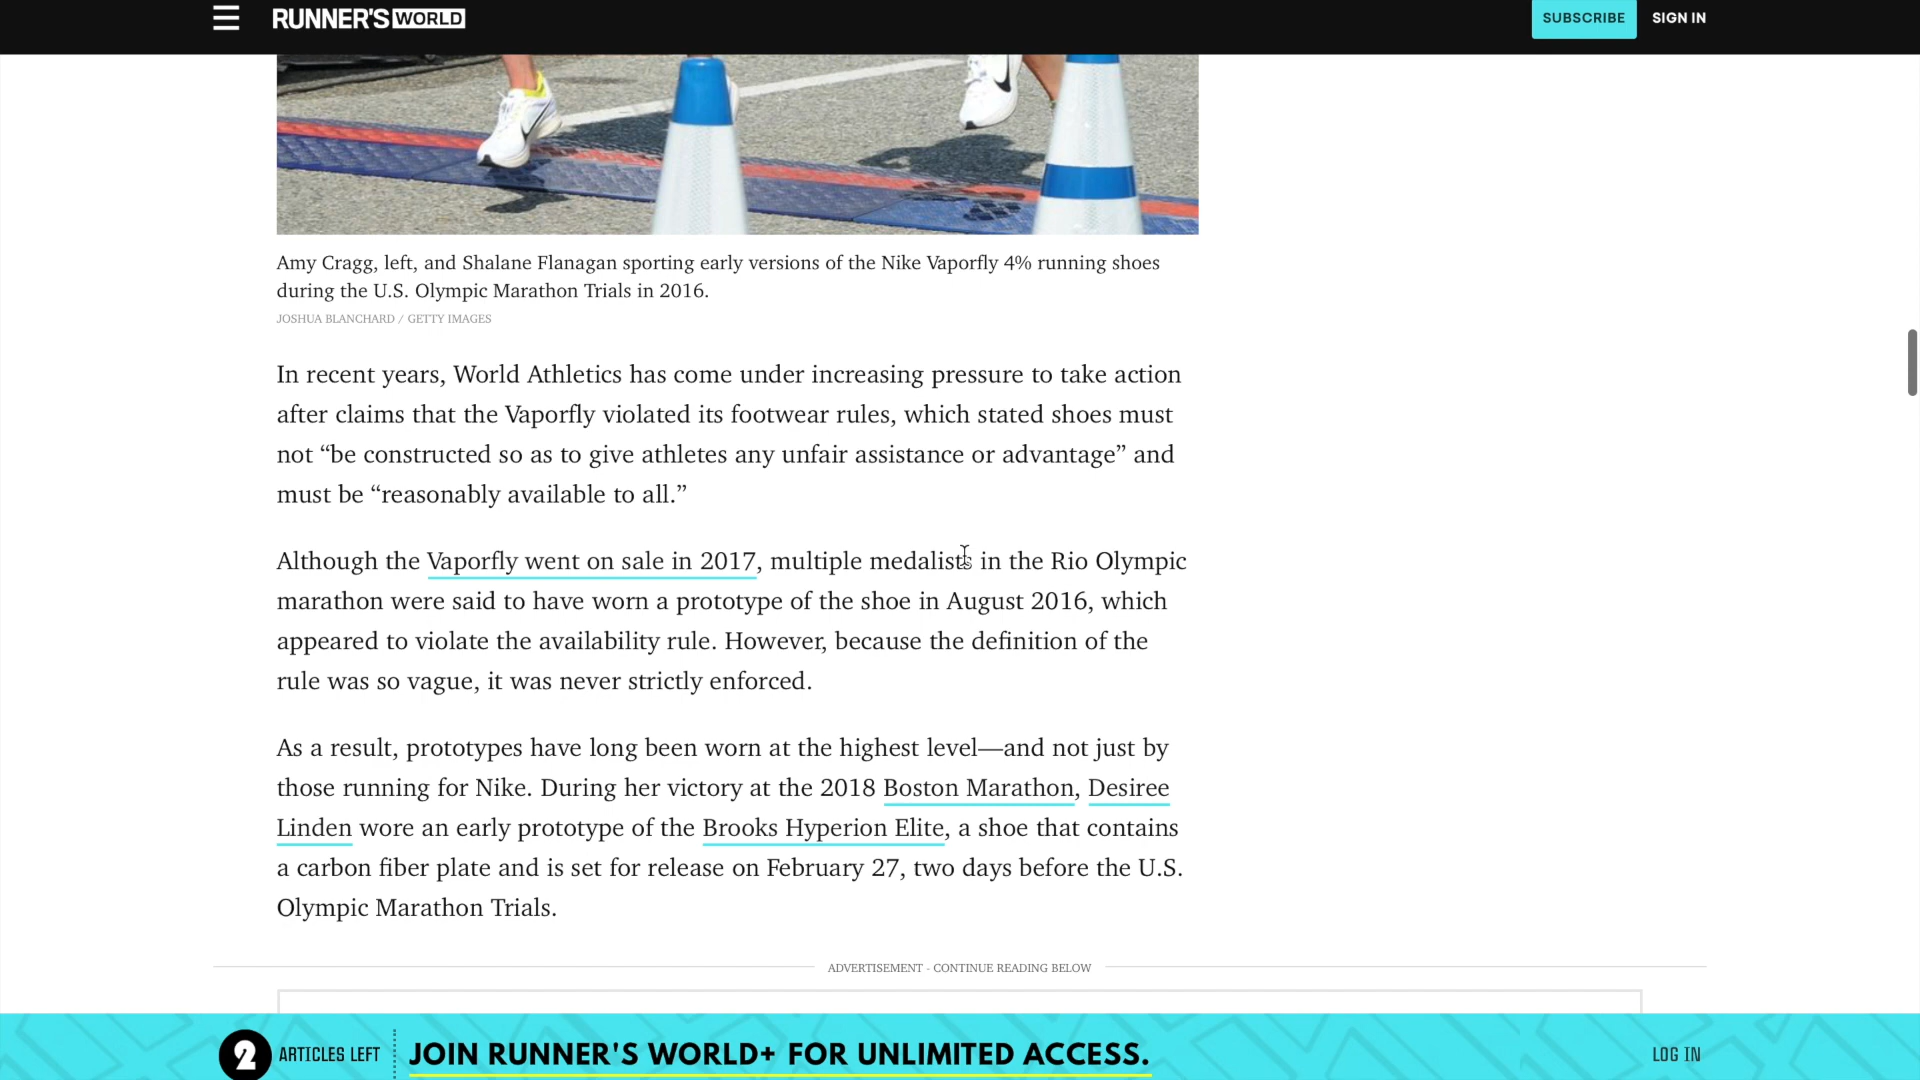 RUNNER'S WORLD
SUBSCRIBE
SIGN IN
Amy Cragg, left, and Shalane Flanagan sporting early versions of the Nike Vaporfly 4% running shoes
during the U.S. Olympic Marathon Trials in 2016.
JOSHUA BLANCHARD / GETTY IMAGES
In recent years, World Athletics has come under increasing pressure to take action
after claims that the Vaporfly violated its footwear rules, which stated shoes must
not “be constructed so as to give athletes any unfair assistance or advantage” and
must be “reasonably available to all.”
Although the Vaporfly went on sale in 2017, multiple medalists in the Rio Olympic
marathon were said to have worn a prototype of the shoe in August 2016, which
appeared to violate the availability rule. However, because the definition of the
rule was so vague, it was never strictly enforced.
As a result, prototypes have long been worn at the highest level—and not just by
those running for Nike. During her victory at the 2018 Boston Marathon, Desiree
Linden wore an early prototype of the Brooks Hyperion Elite, a shoe that contains
a carbon fiber plate and is set for release on February 27, two days before the U.S.
Olympic Marathon Trials.
ADVERTISEMENT - CONTINUE READING BELOW
2 ARTICLES LEFT
JOIN RUNNER'S WORLD+ FOR UNLIMITED ACCESS.
LOG IN